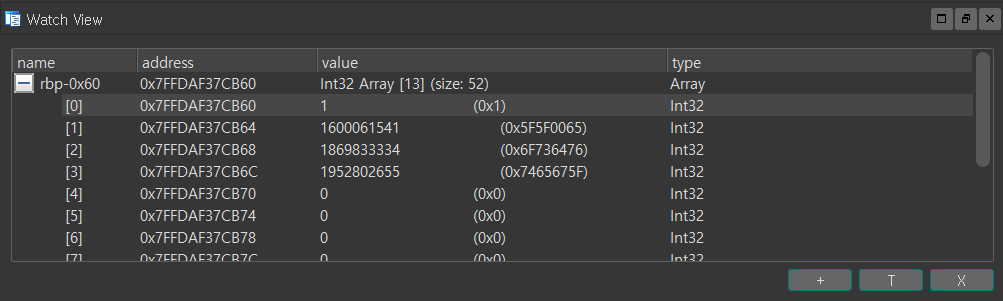 Watch View
name address value type
rbp-0x60 0x7FFDAF37CB60 Int32 Array [13] (size: 52) Array
[0] 0x7FFDAF37CB60 1 (0x1) Int32
[1] 0x7FFDAF37CB64 1600061541 (0x5F5F0065) Int32
[2] 0x7FFDAF37CB68 1869833334 (0x6F736476) Int32
[3] 0x7FFDAF37CB6C 1952802655 (0x7465675F) Int32
[4] 0x7FFDAF37CB70 0 (0x0) Int32
[5] 0x7FFDAF37CB74 0 (0x0) Int32
[6] 0x7FFDAF37CB78 0 (0x0) Int32
[7] 0x7FFDAF37CB7C 0 (0x0) Int32
+ T X